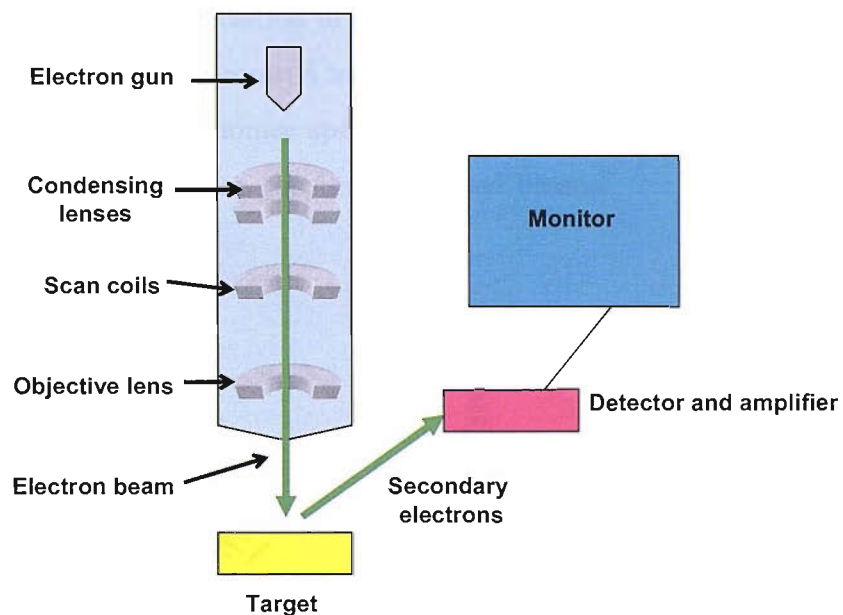 Electron gun
Condensing
lenses
Monitor
Scan coils
Objective lens
Detector and amplifier
Electron beam
Secondary
electrons
Target